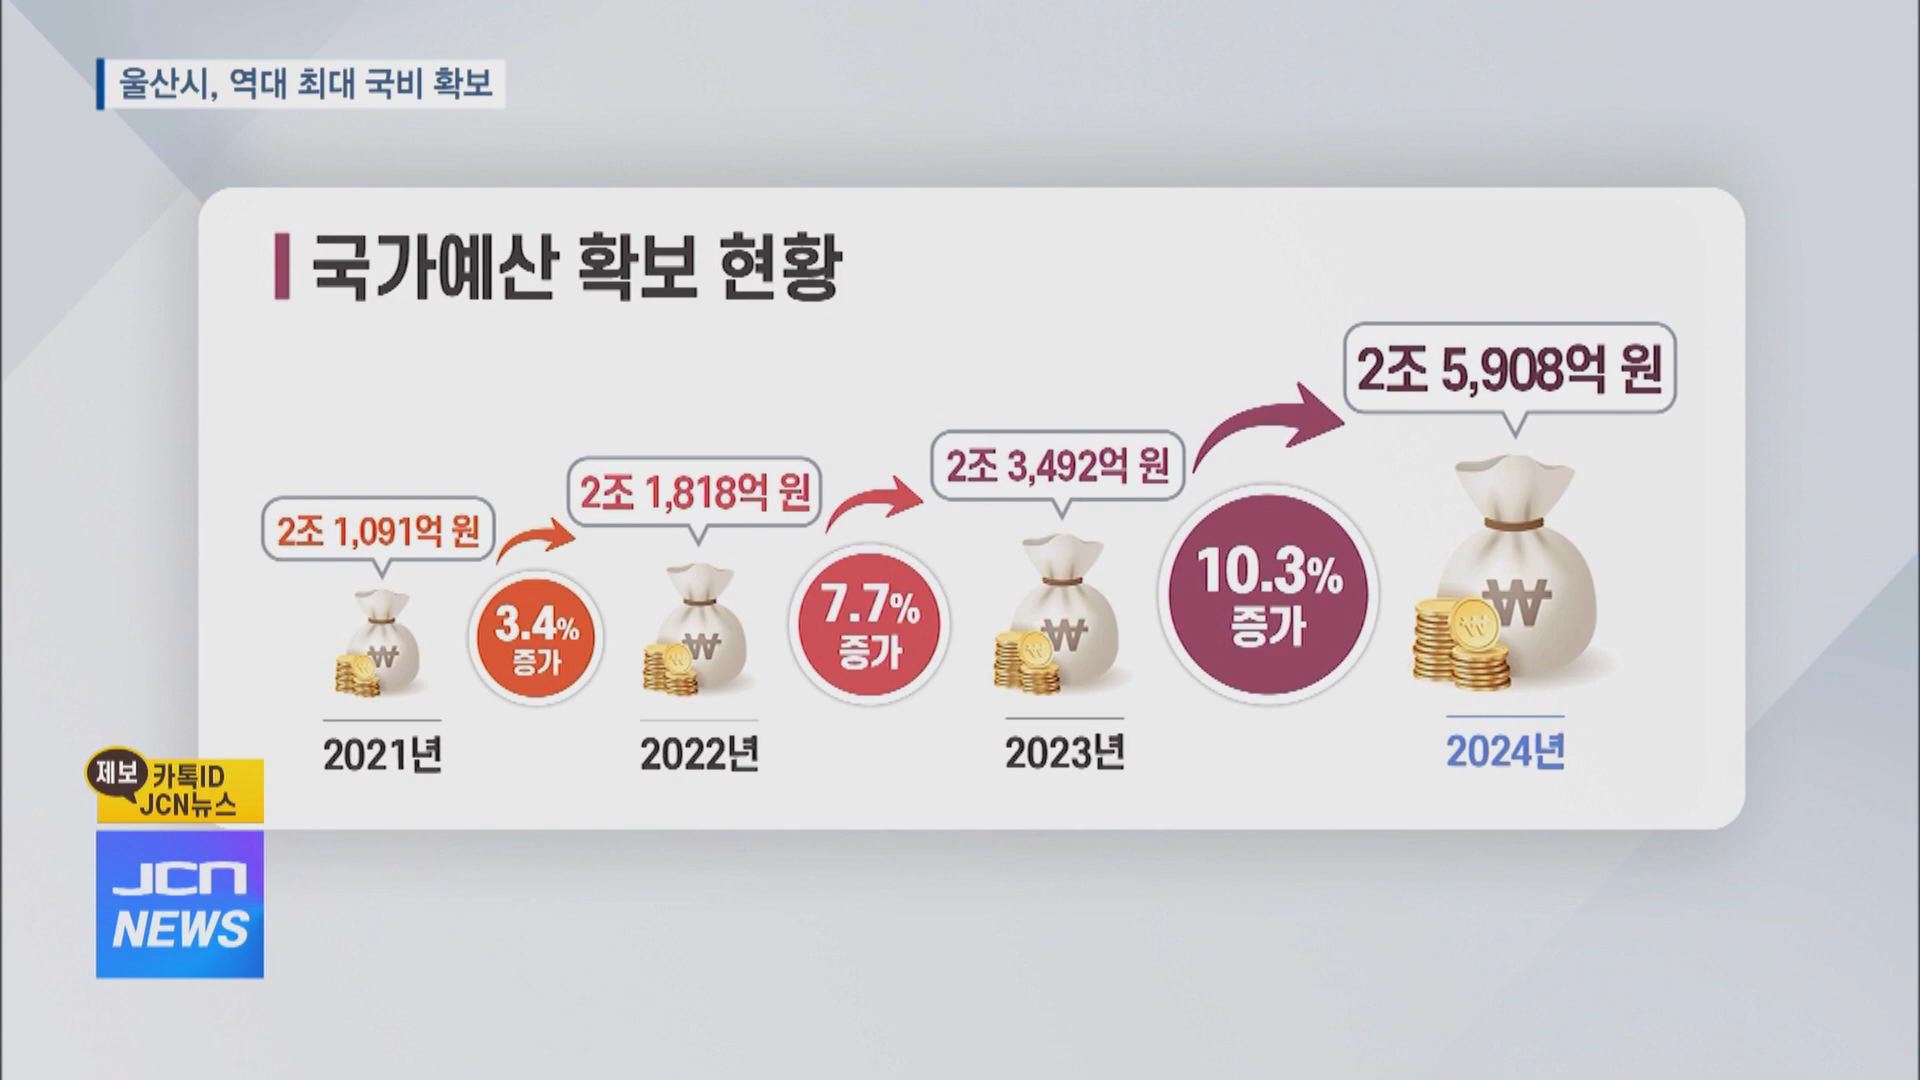 울산시, 역대 최대 국비 확보
국가예산 확보 현황
2조 1,091억 원
2조 1,818억 원
2조 3,492억 원
2조 5,908억 원
3.4%
증가
7.7%
증가
10.3%
증가
₩
₩
₩
₩
2021년
2022년
2023년
2024년
제보
카톡ID
JCN뉴스
JCN
NEWS